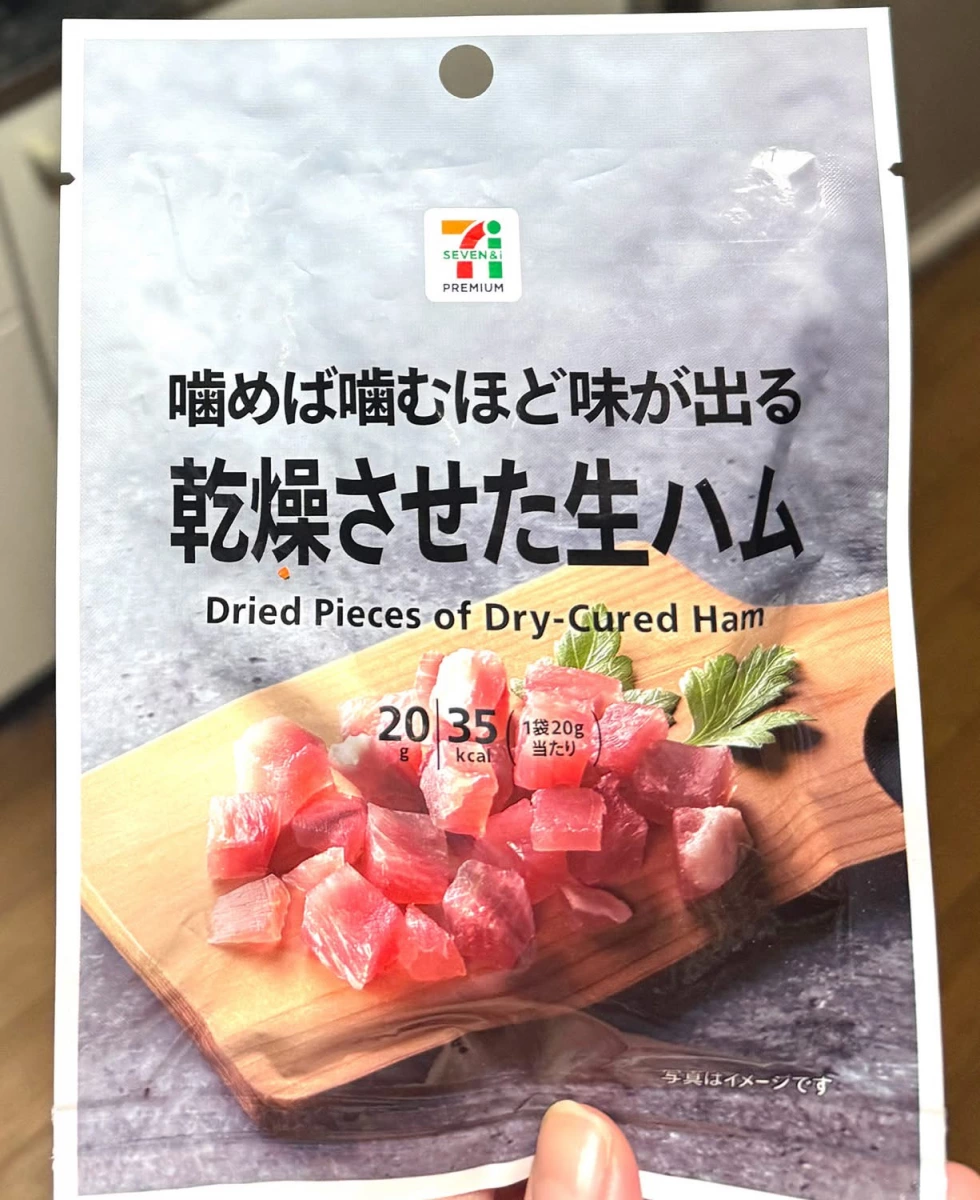 SEVEN&i
PREMIUM
噛めば噛むほど味が出る
乾燥させた生ハム
Dried Pieces of Dry-Cured Ham
20g 35kcal (1袋20g当たり)
写真はイメージです